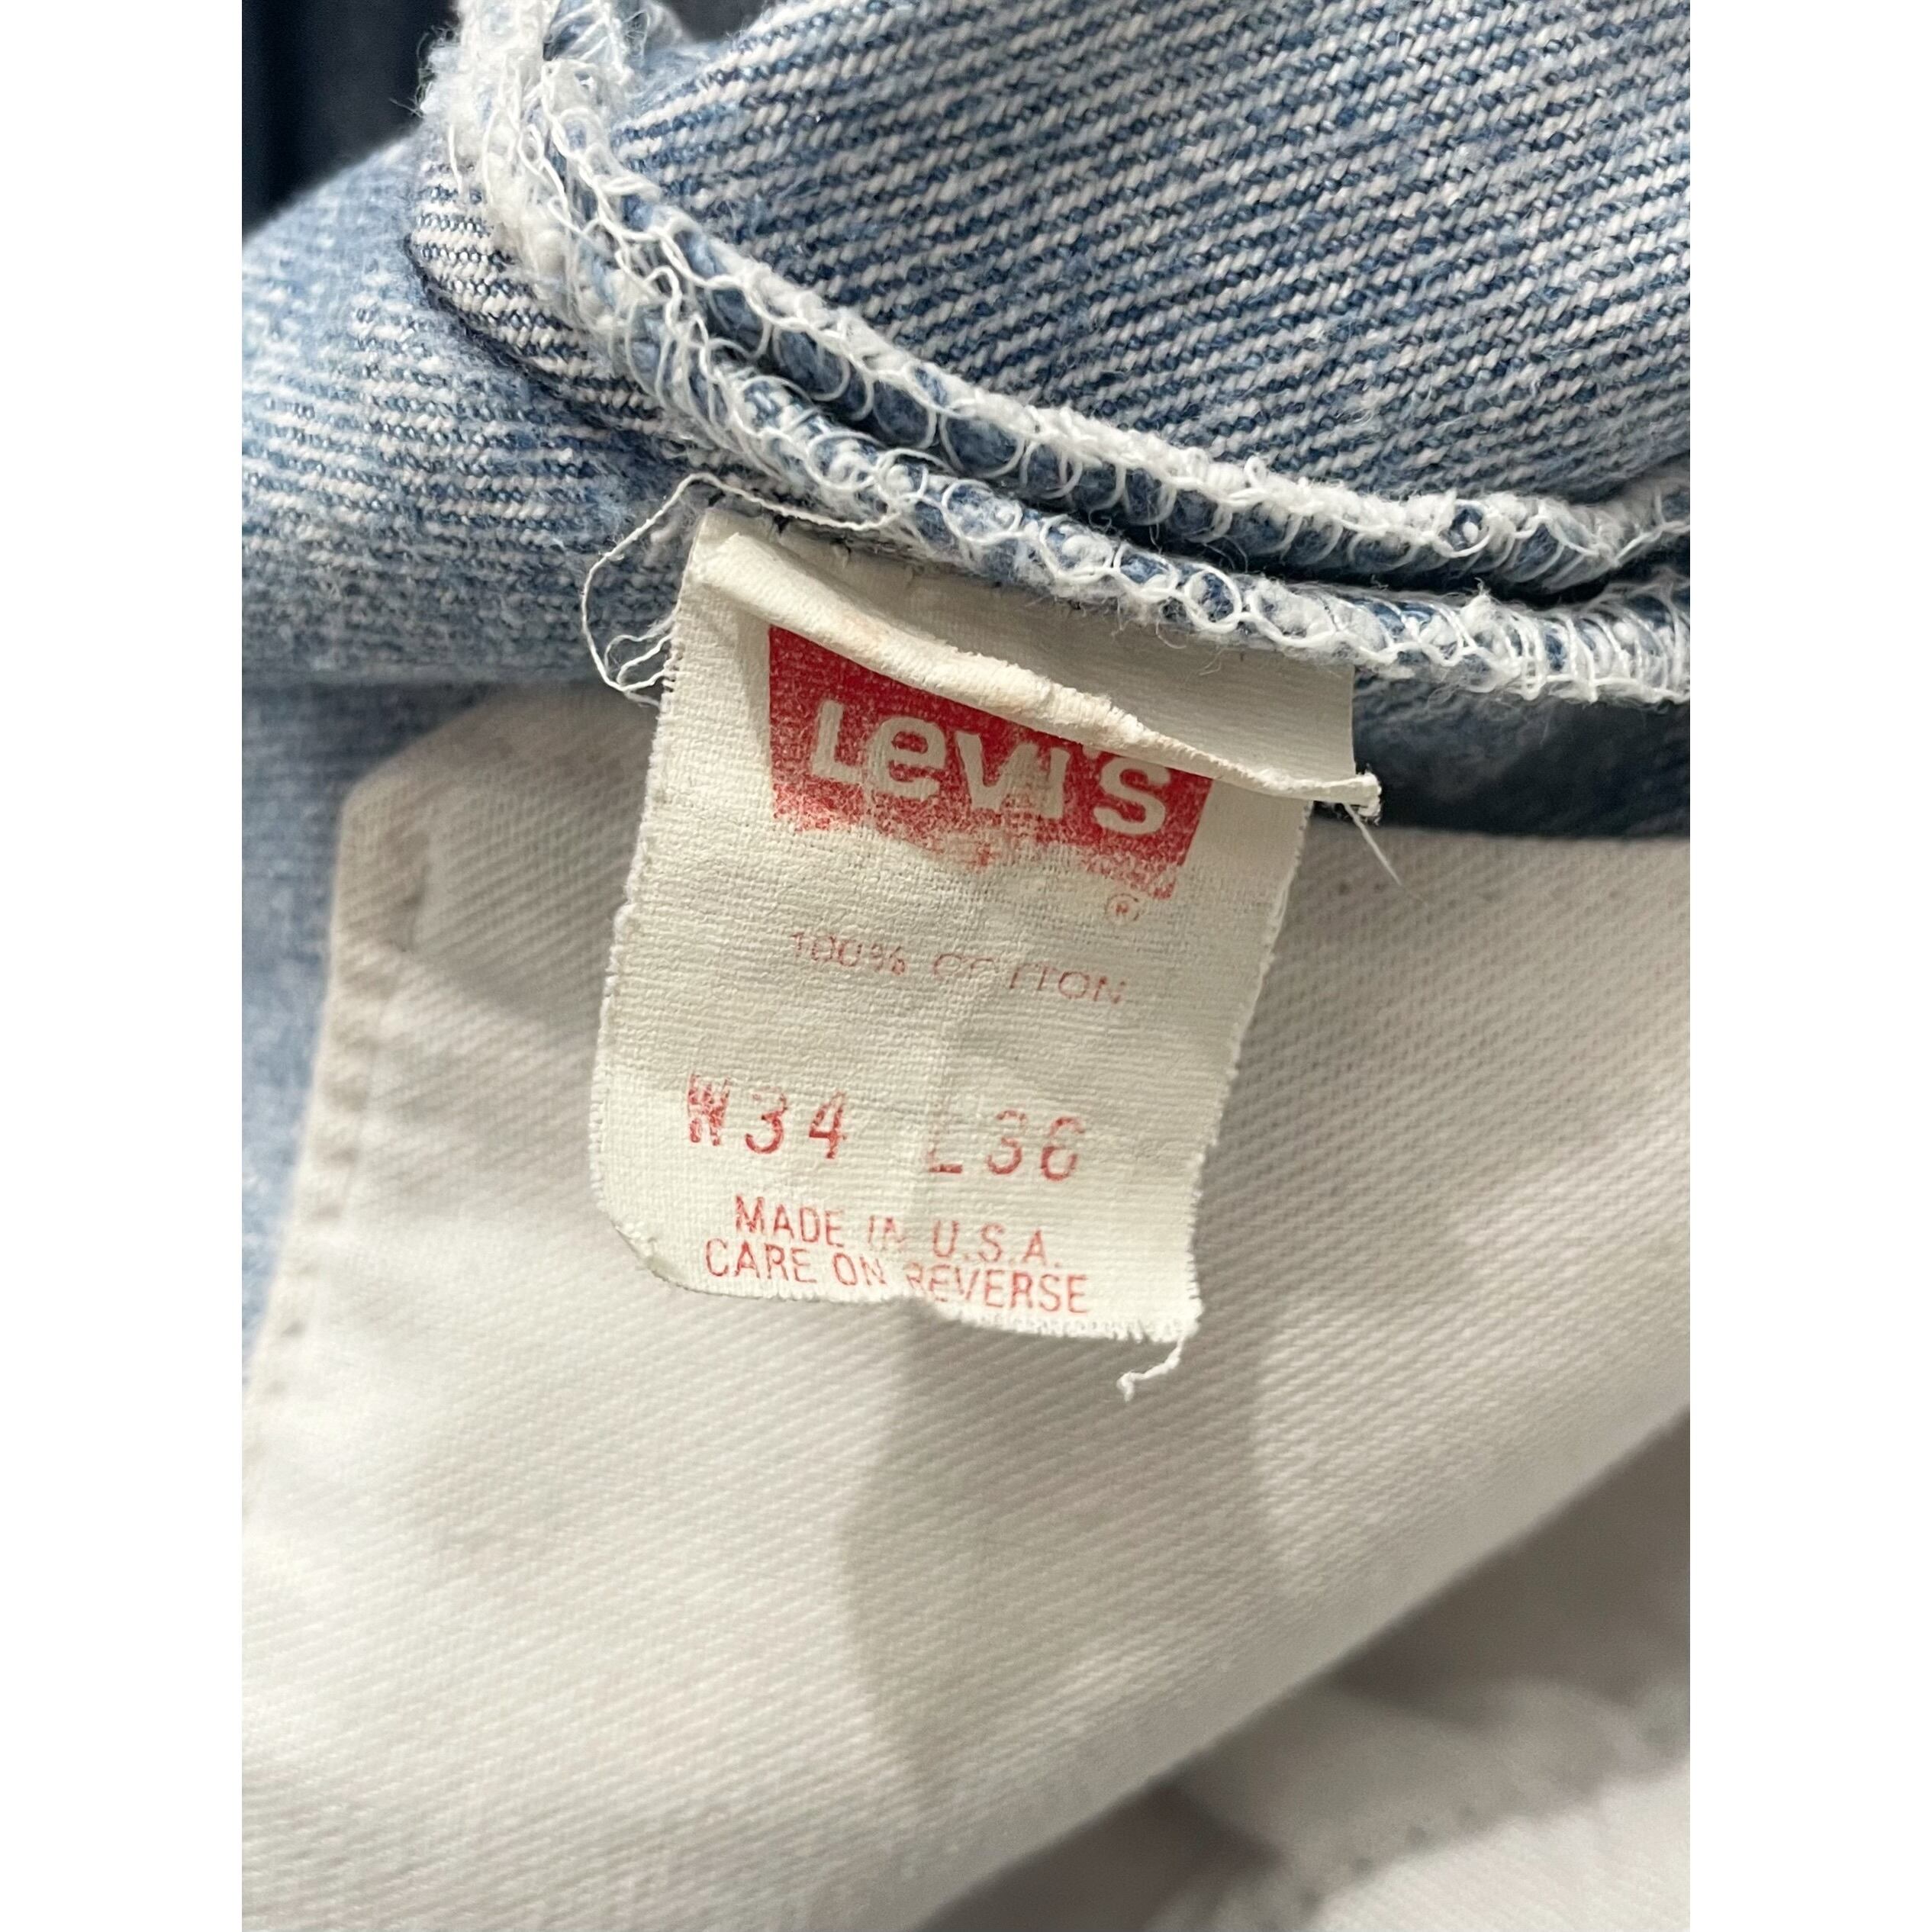 Levi's
®
100% COTTON
W34 L36
MADE IN U.S.A.
CARE ON REVERSE